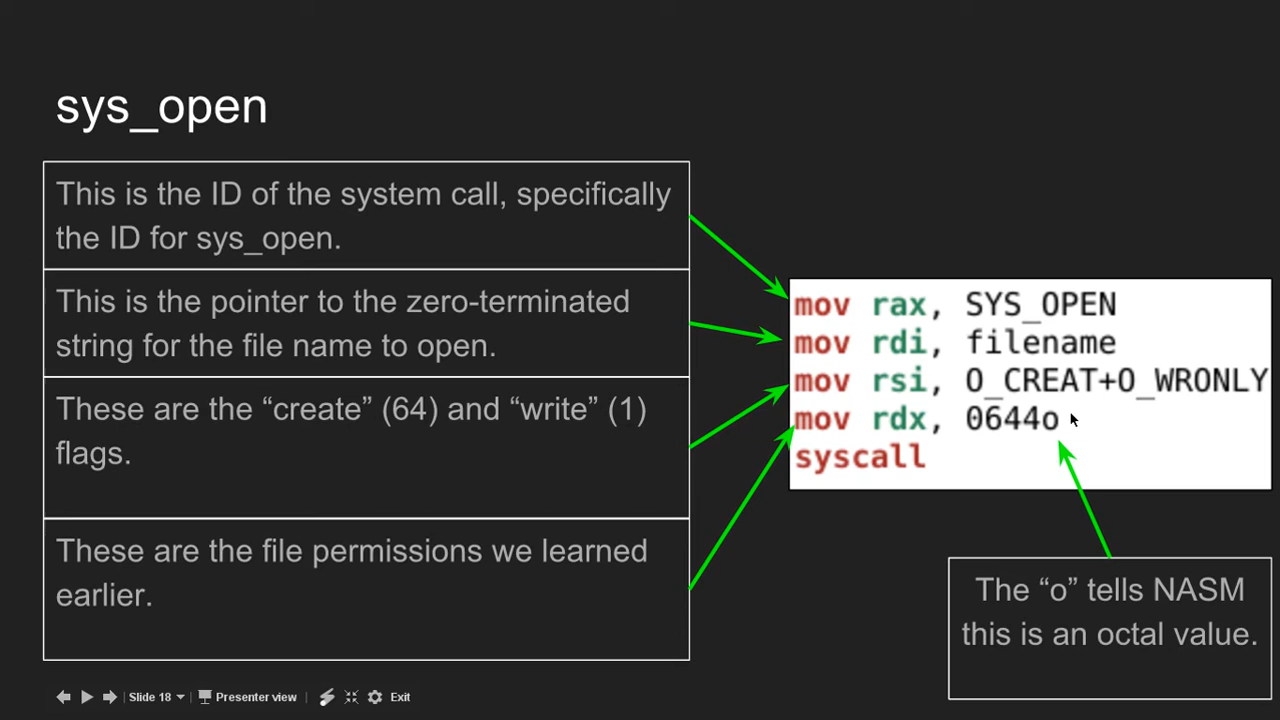 sys_open
This is the ID of the system call, specifically
the ID for sys_open.
This is the pointer to the zero-terminated
string for the file name to open.
These are the “create” (64) and “write” (1)
flags.
These are the file permissions we learned
earlier.
mov rax, SYS_OPEN
mov rdi, filename
mov rsi, O_CREAT+O_WRONLY
mov rdx, 0644o
syscall
The “o” tells NASM
this is an octal value.
Slide 18
Presenter view
Exit